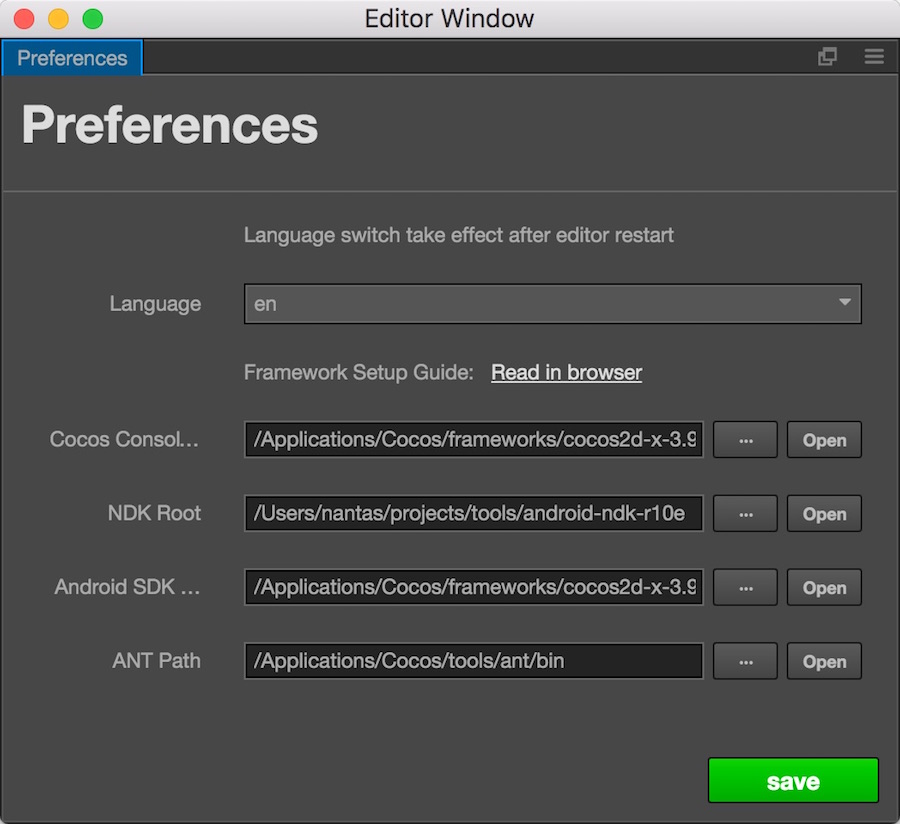 Editor Window
Preferences
Preferences
Language switch take effect after editor restart
Language en
Framework Setup Guide: Read in browser
Cocos Consol... /Applications/Cocos/frameworks/cocos2d-x-3.9 ... Open
NDK Root /Users/nantas/projects/tools/android-ndk-r10e ... Open
Android SDK ... /Applications/Cocos/frameworks/cocos2d-x-3.9 ... Open
ANT Path /Applications/Cocos/tools/ant/bin ... Open
save